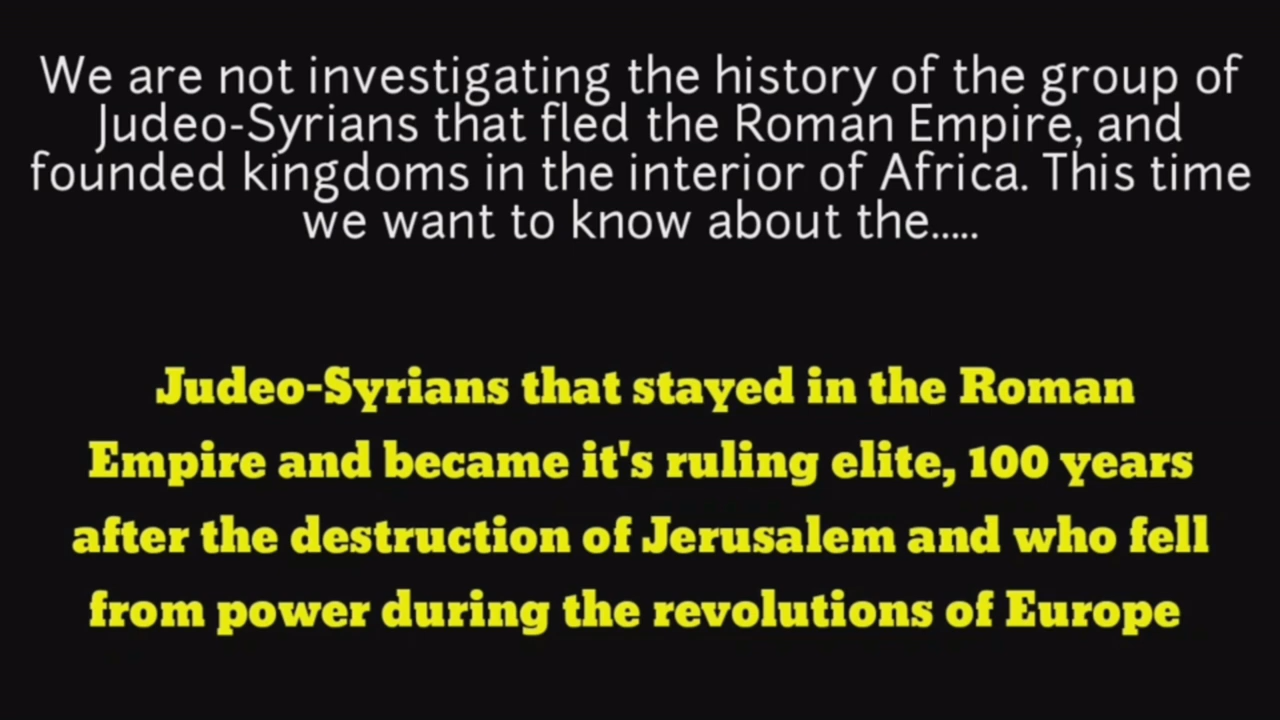 We are not investigating the history of the group of
Judeo-Syrians that fled the Roman Empire, and
founded kingdoms in the interior of Africa. This time
we want to know about the.....
Judeo-Syrians that stayed in the Roman
Empire and became it's ruling elite, 100 years
after the destruction of Jerusalem and who fell
from power during the revolutions of Europe